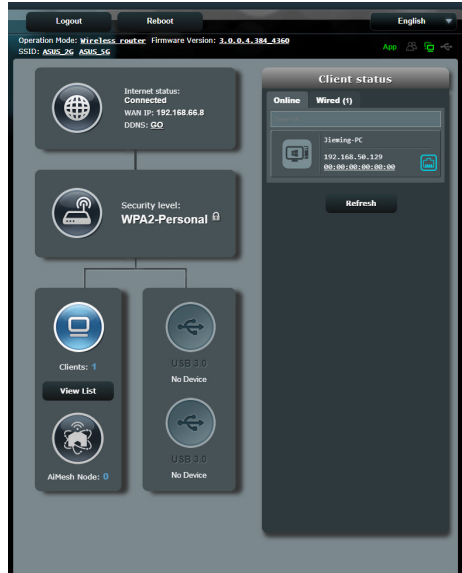 Logout Reboot English
Operation Mode: Wireless router Firmware Version: 3.0.0.4.384_4360
SSID: ASUS_2G ASUS_5G
App
Internet status:
Connected
WAN IP: 192.168.66.8
DDNS: GO
Security level:
WPA2-Personal
Clients: 1
View List
AiMesh Node: 0
USB 3.0
No Device
USB 3.0
No Device
Client status
Online Wired (1)
Jieming-PC
192.168.50.129
00:00:00:00:00:00
Refresh